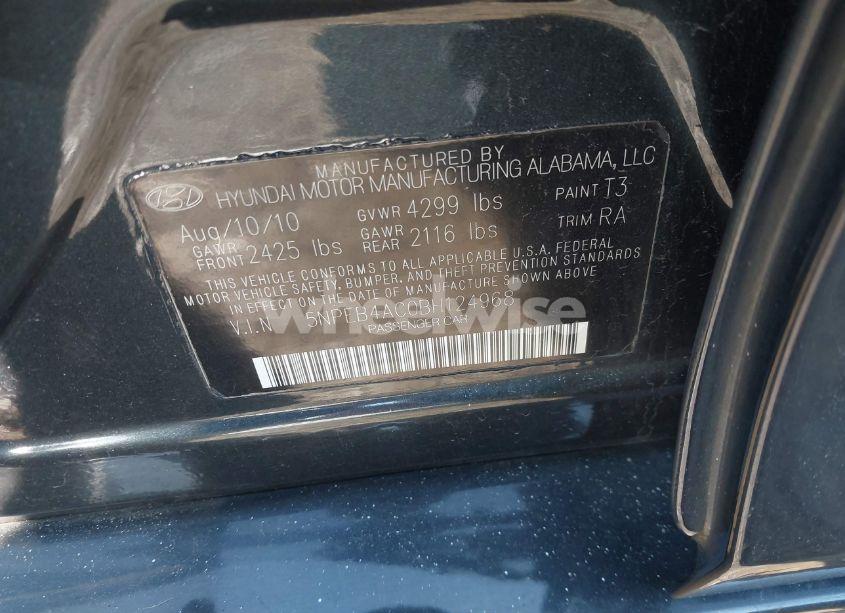 MANUFACTURED BY
HYUNDAI MOTOR MANUFACTURING ALABAMA, LLC
Aug/10/10 GVWR 4299 lbs PAINT T3
GAWR FRONT 2425 lbs GAWR REAR 2116 lbs TRIM RA
THIS VEHICLE CONFORMS TO ALL APPLICABLE U.S.A. FEDERAL
MOTOR VEHICLE SAFETY, BUMPER, AND THEFT PREVENTION STANDARDS
IN EFFECT ON THE DATE OF MANUFACTURE SHOWN ABOVE
V.I.N.
wheelwise
PASSENGER CAR